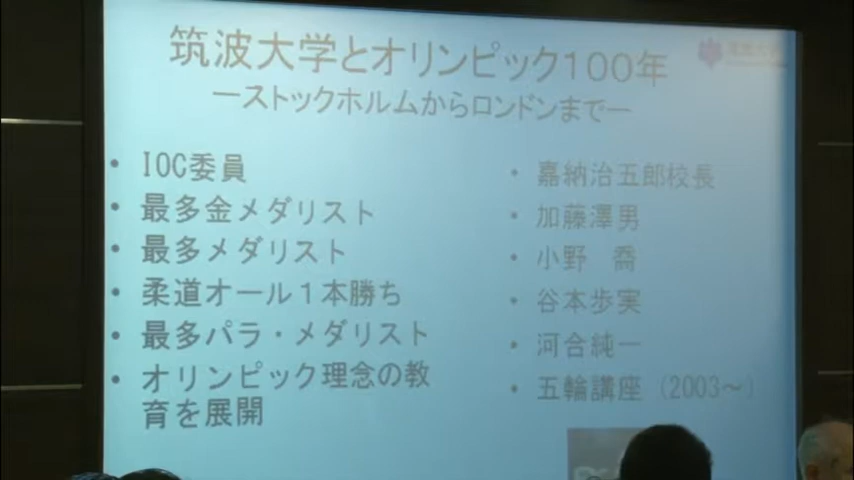 筑波大学とオリンピック100年
ーストックホルムからロンドンまでー
・IOC委員
・最多金メダリスト
・最多メダリスト
・柔道オール1本勝ち
・最多パラ・メダリスト
・オリンピック理念の教
育を展開
・嘉納治五郎校長
・加藤澤男
・小野　喬
・谷本歩実
・河合純一
・五輪講座（2003～）